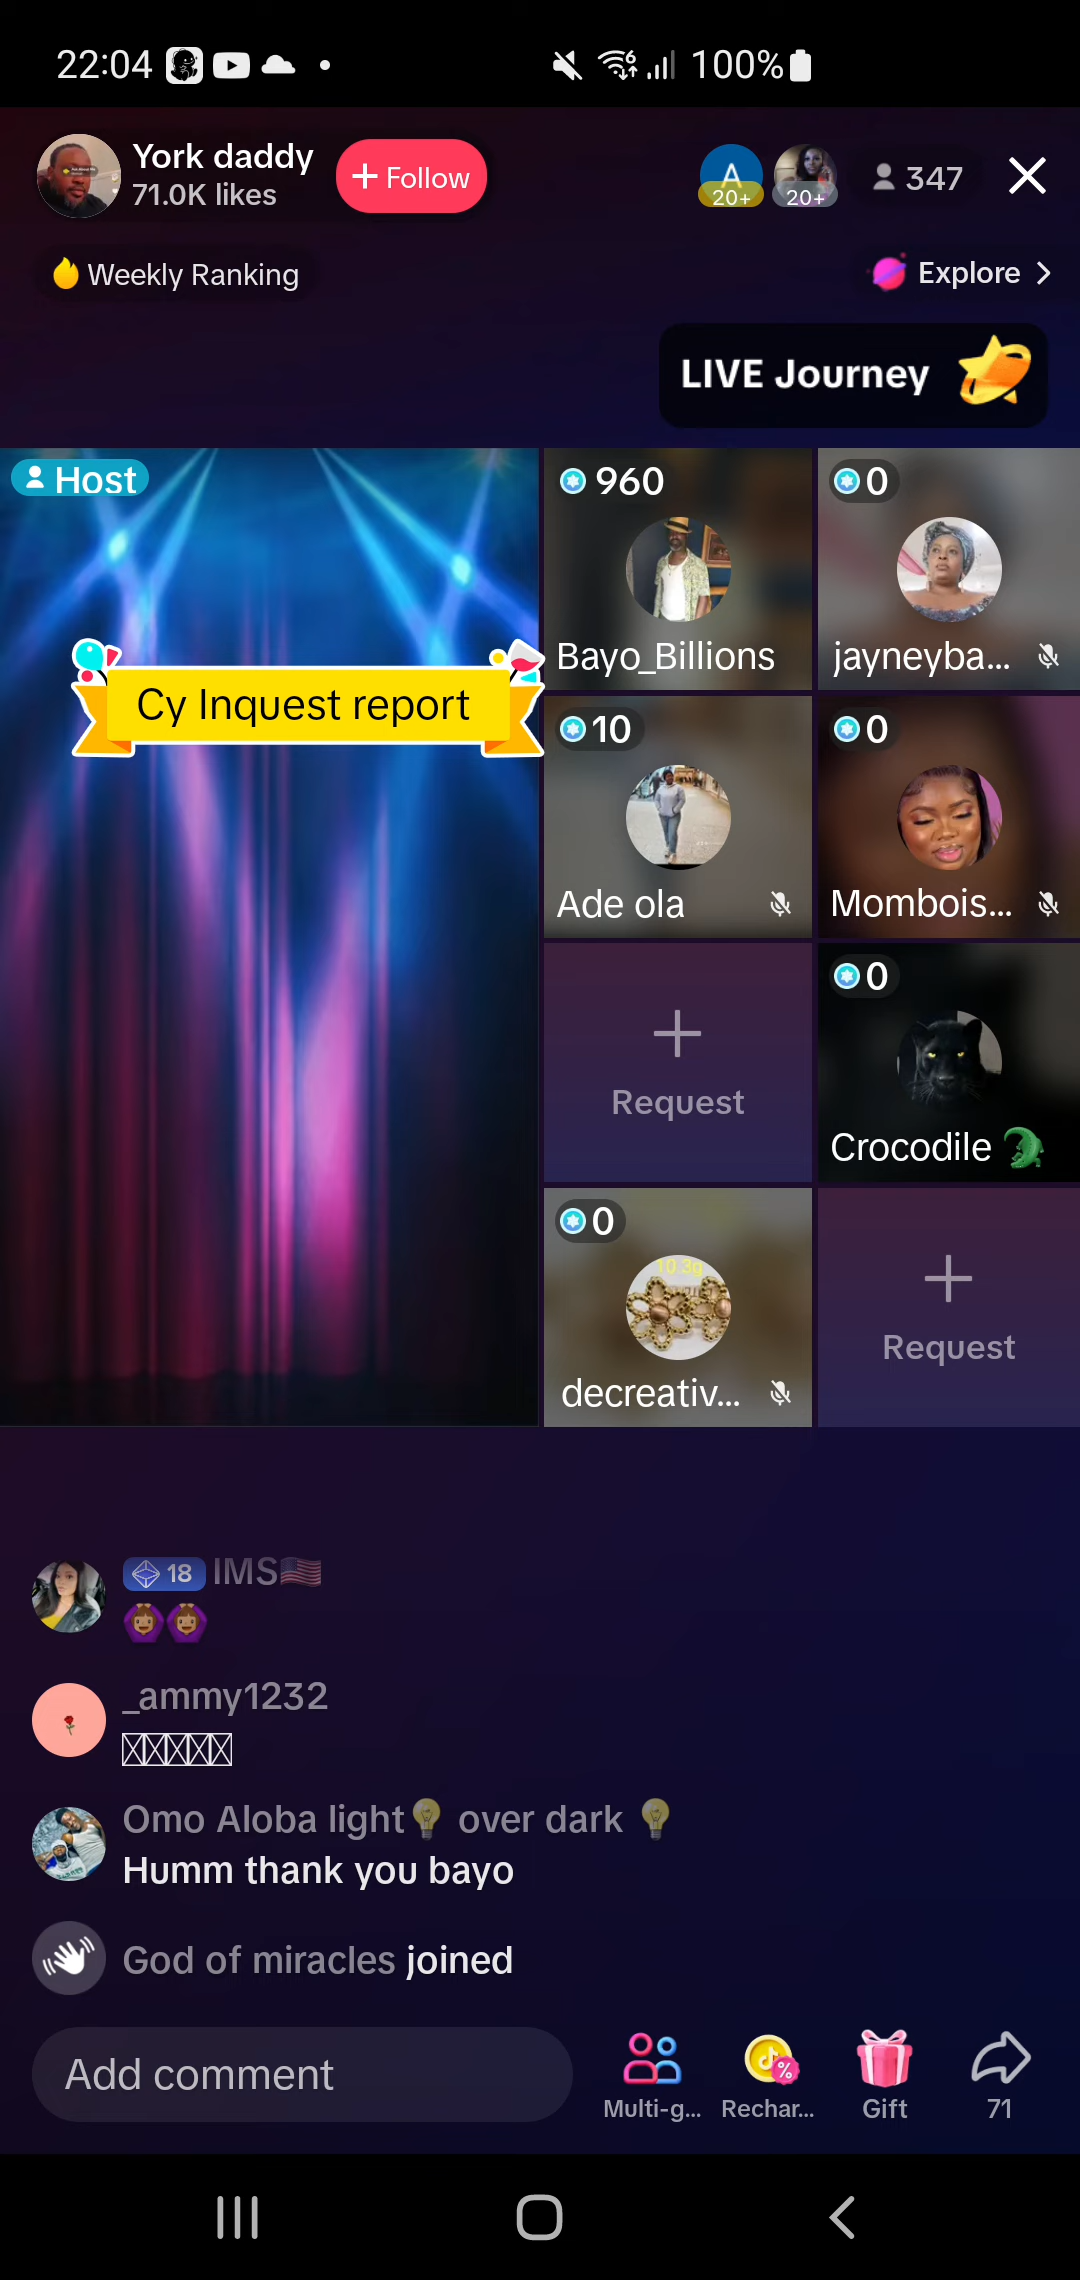 22:04
100%
York daddy
71.0K likes
+ Follow
A
20+
20+
347
Weekly Ranking
Explore
LIVE Journey
Host
Cy Inquest report
960
Bayo_Billions
0
jayneyba...
10
Ade ola
0
Mombois...
Request
0
Crocodile 🐊
0
10 3g
decreativ...
Request
18 IMS🇺🇸
🙆🏽🙆🏽
_ammy1232
Omo Aloba light💡 over dark 💡
Humm thank you bayo
God of miracles joined
Add comment
Multi-g...
Rechar...
Gift
71